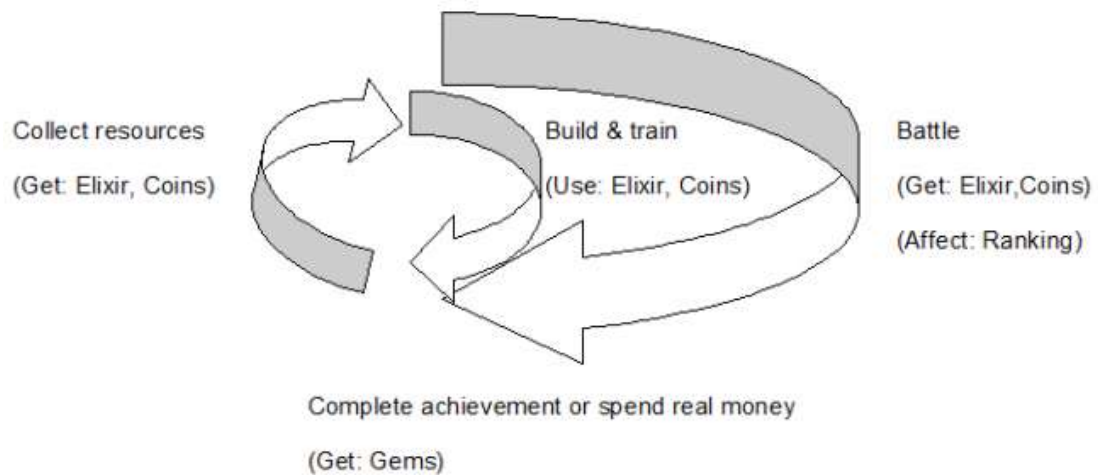 Collect resources
(Get: Elixir, Coins)
Build & train
(Use: Elixir, Coins)
Battle
(Get: Elixir,Coins)
(Affect: Ranking)
Complete achievement or spend real money
(Get: Gems)